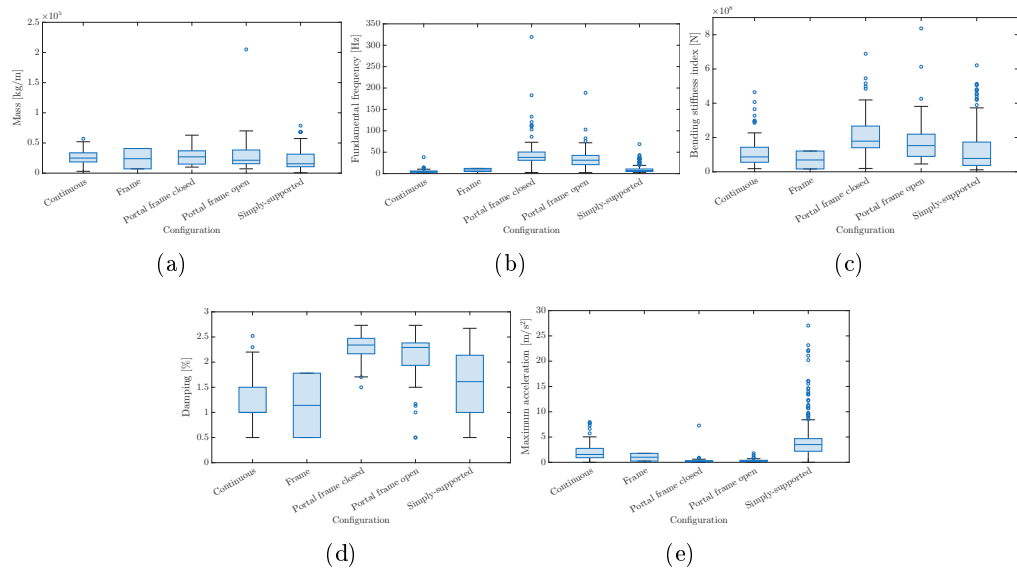 ×10⁵
2.5
2
1.5
1
0.5
0
Mass [kg/m]
Continuous
Frame
Portal frame closed
Portal frame open
Simply-supported
Configuration
(a)
350
300
250
200
150
100
50
0
Fundamental frequency [Hz]
Continuous
Frame
Portal frame closed
Portal frame open
Simply-supported
Configuration
(b)
×10⁸
8
6
4
2
0
Bending stiffness index [N]
Continuous
Frame
Portal frame closed
Portal frame open
Simply-supported
Configuration
(c)
3
2.5
2
1.5
1
0.5
0
Damping [%]
Continuous
Frame
Portal frame closed
Portal frame open
Simply-supported
Configuration
(d)
30
25
20
15
10
5
0
Maximum acceleration [m/s²]
Continuous
Frame
Portal frame closed
Portal frame open
Simply-supported
Configuration
(e)